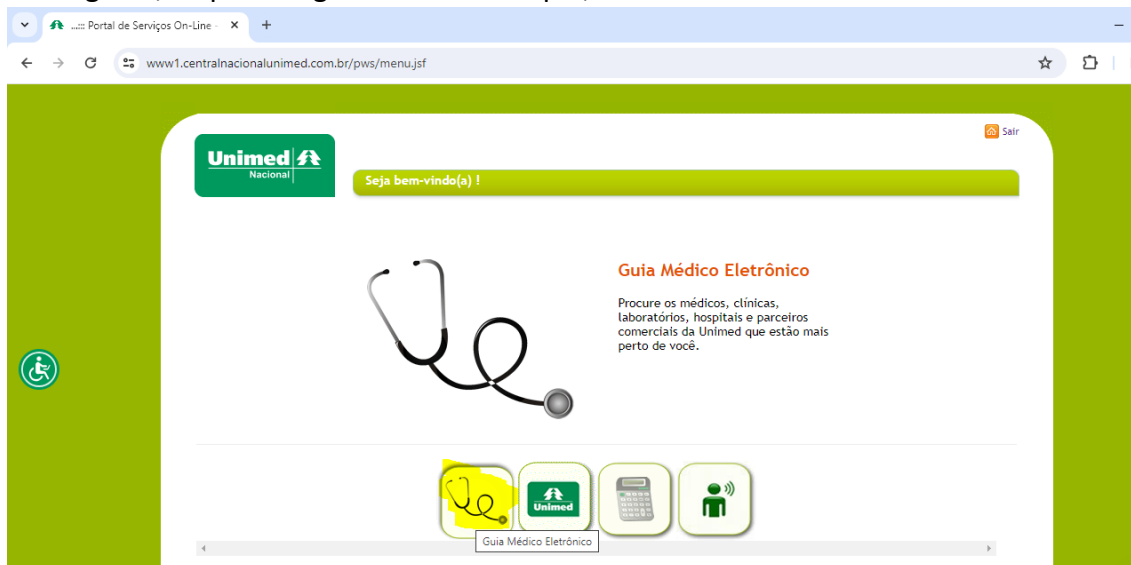 ...::: Portal de Serviços On-Line -
www1.centralnacionalunimed.com.br/pws/menu.jsf
Sair
Unimed
Nacional
Seja bem-vindo(a) !
Guia Médico Eletrônico
Procure os médicos, clínicas,
laboratórios, hospitais e parceiros
comerciais da Unimed que estão mais
perto de você.
Unimed
Guia Médico Eletrônico